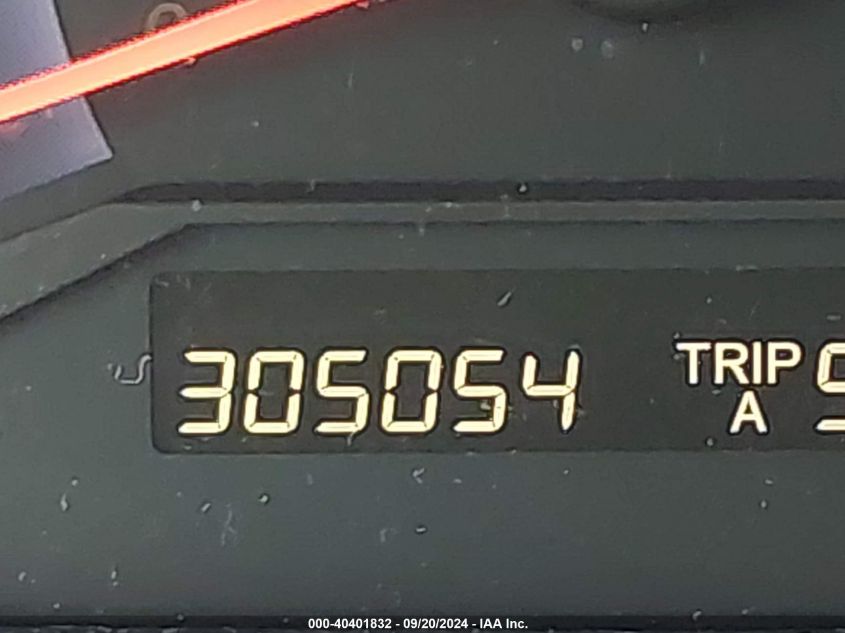 305054 TRIP
A
000-40401832 - 09/20/2024 - IAA Inc.